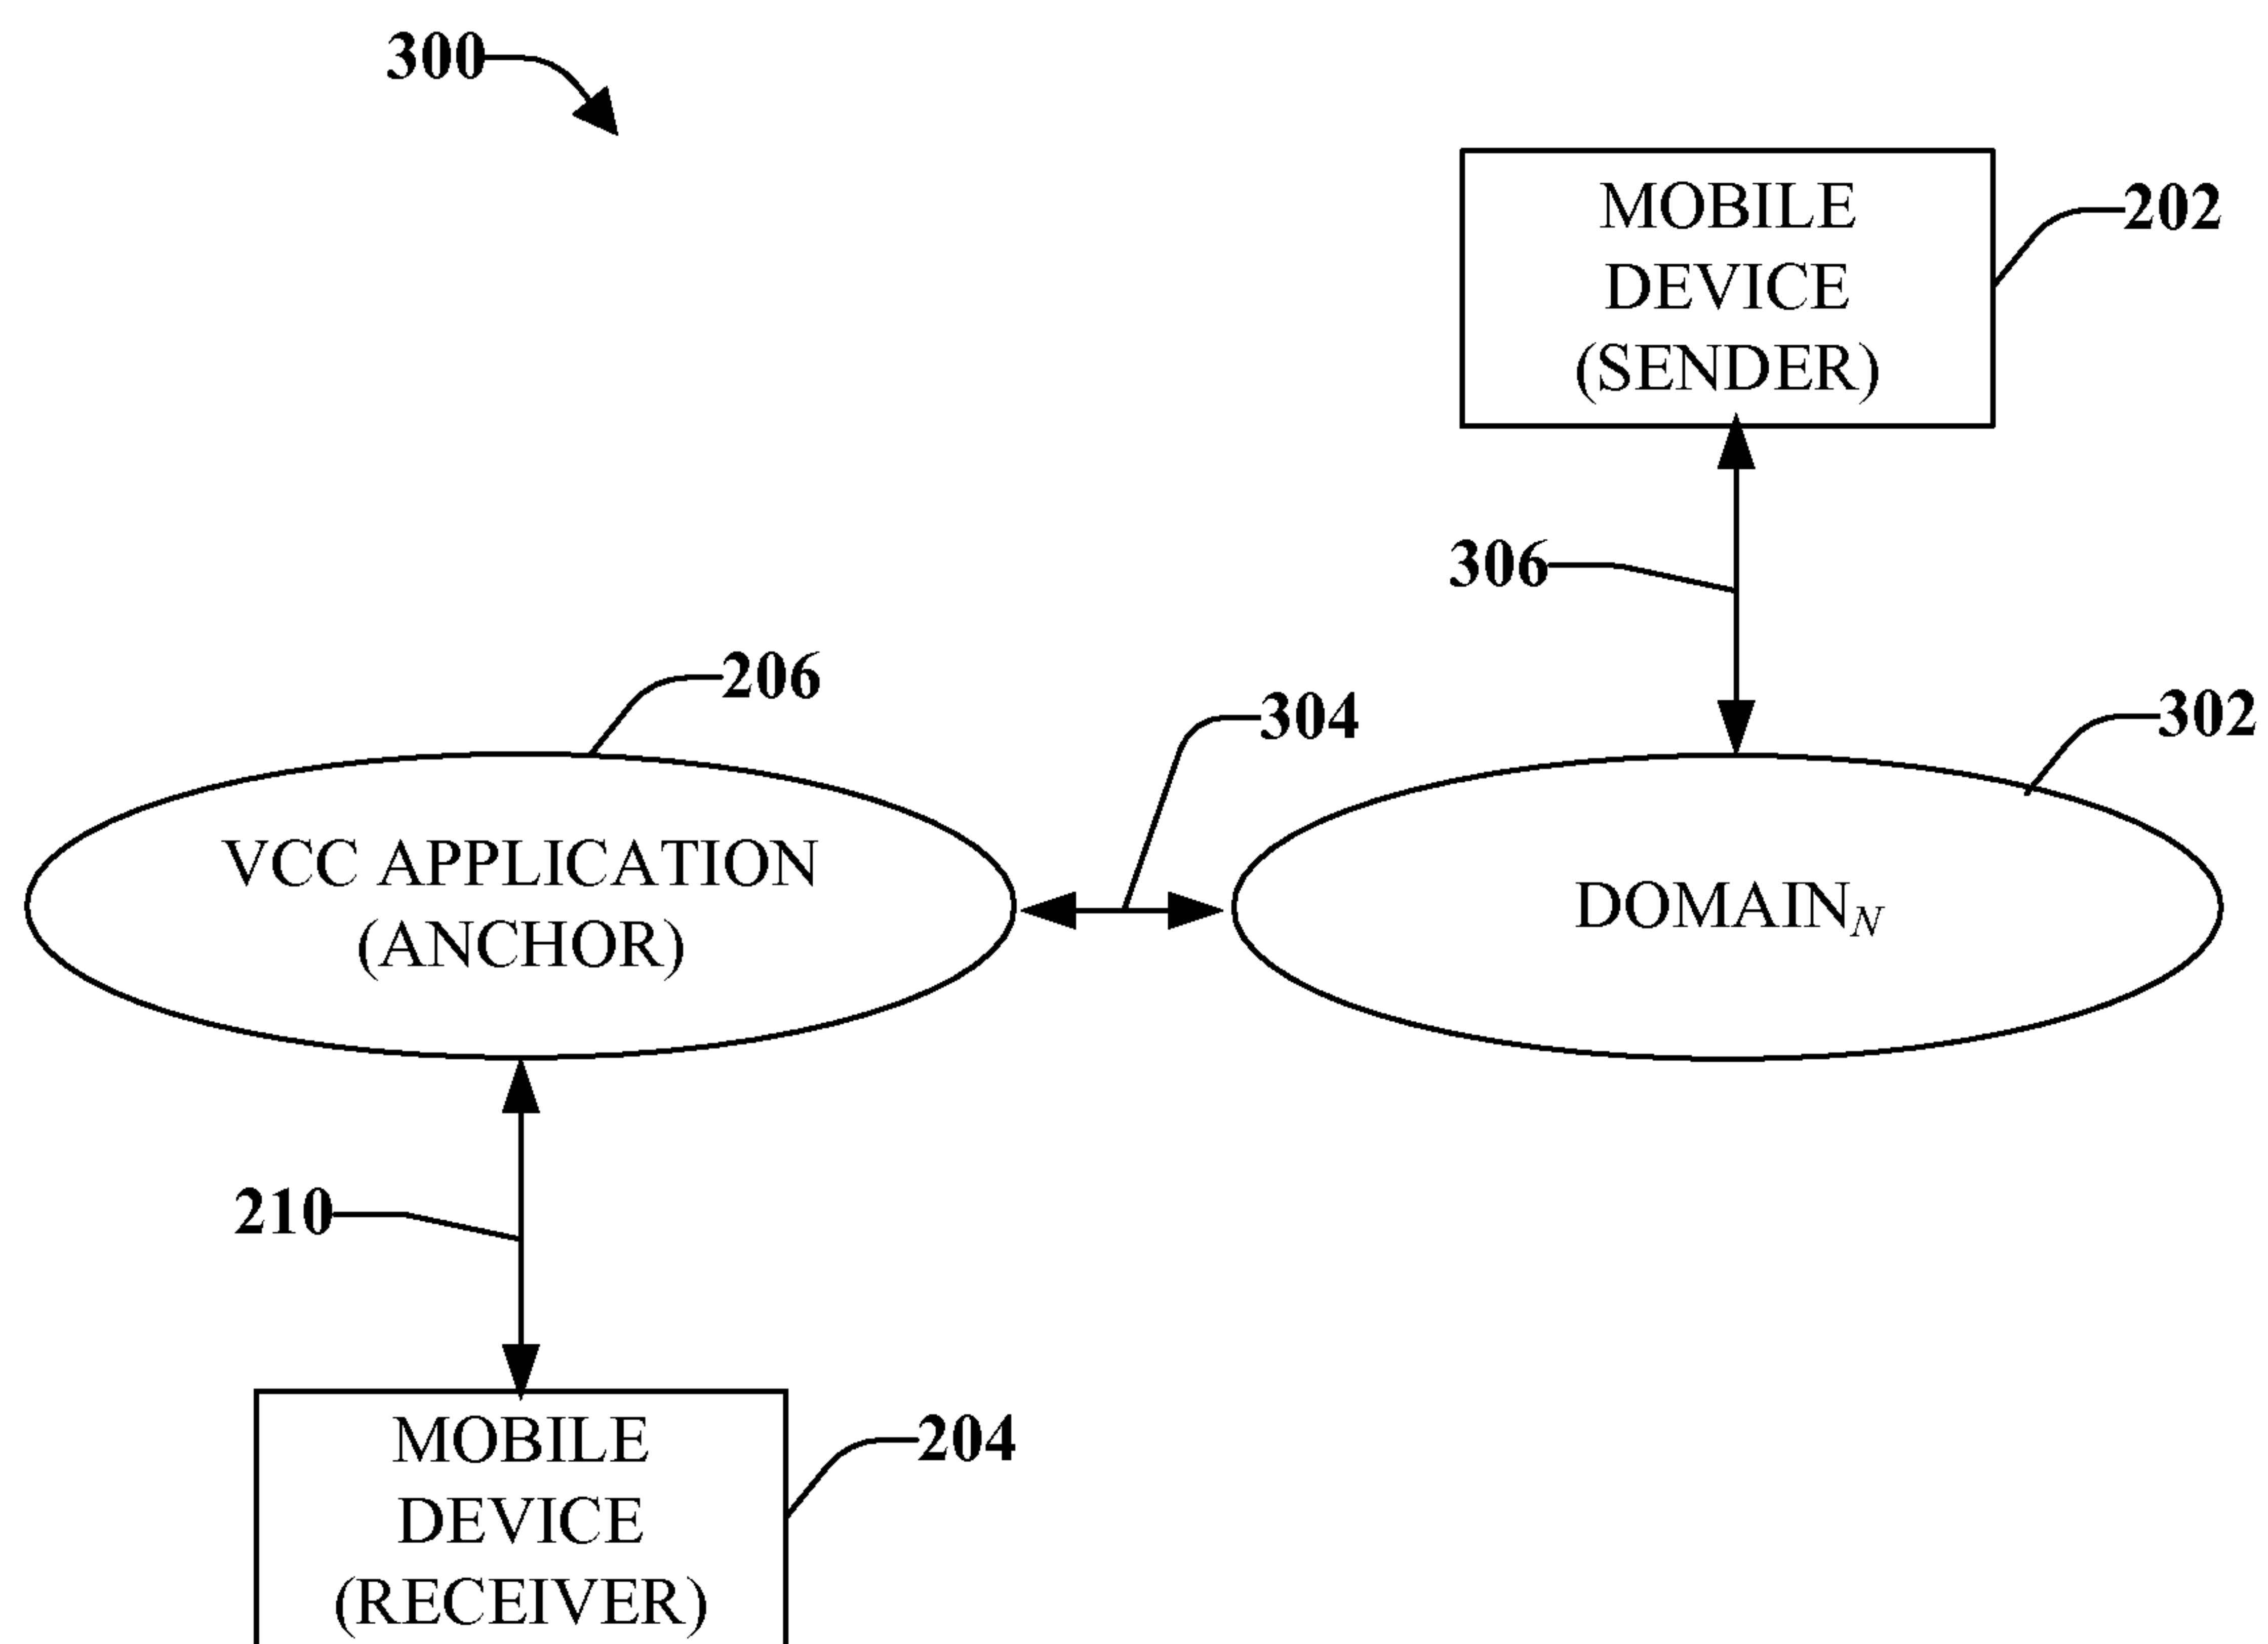 300
MOBILE
DEVICE
(SENDER)
202
306
206
304
302
VCC APPLICATION
(ANCHOR)
DOMAINN
210
MOBILE
DEVICE
(RECEIVER)
204